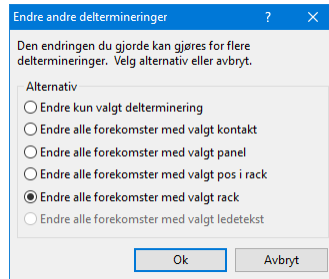 Endre andre deltermineringer
Den endringen du gjorde kan gjøres for flere
deltermineringer. Velg alternativ eller avbryt.
Alternativ
Endre kun valgt delterminering
Endre alle forekomster med valgt kontakt
Endre alle forekomster med valgt panel
Endre alle forekomster med valgt pos i rack
Endre alle forekomster med valgt rack
Endre alle forekomster med valgt ledetekst
Ok
Avbryt